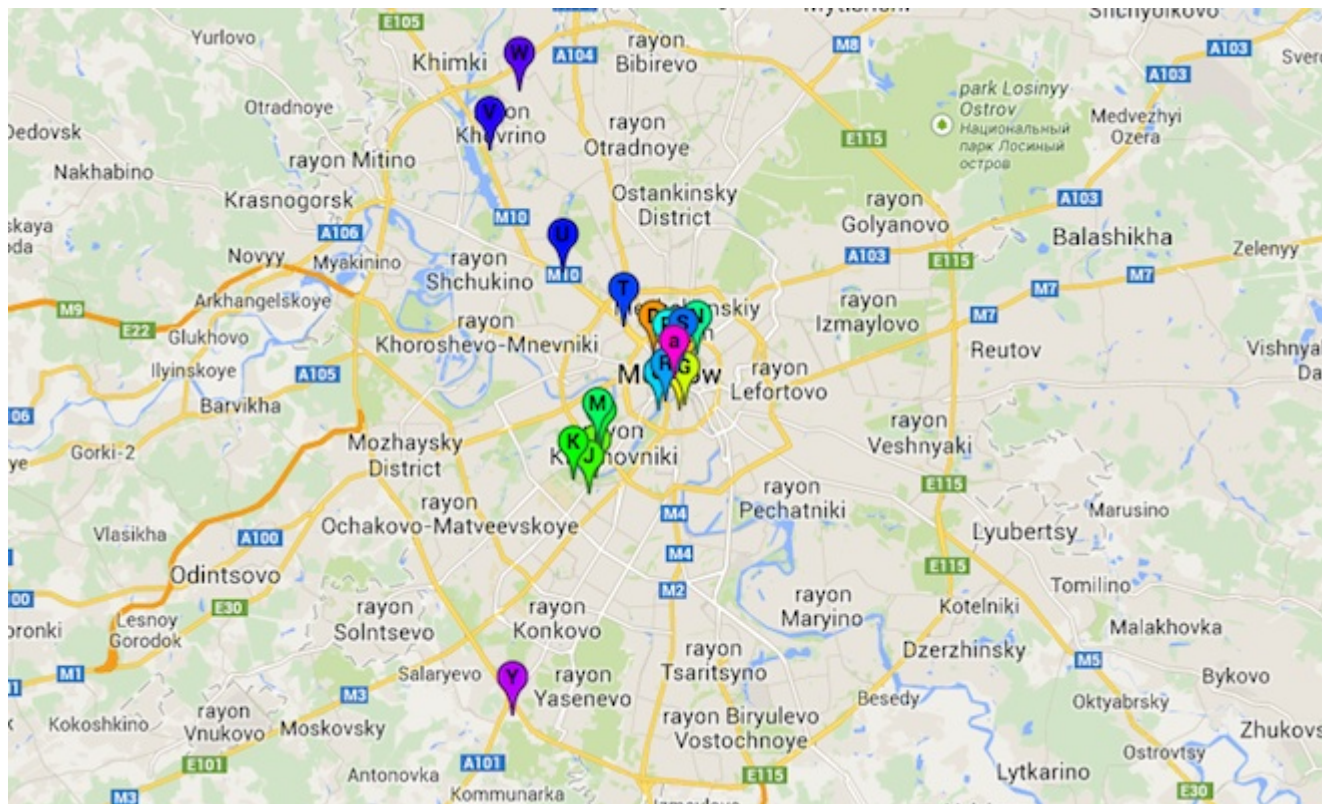 E105
Mytishchi
Shchyolkovo
Yurlovo
rayon
Bibirevo
M8
A103
Khimki
W
A104
A103
Otradnoye
park Losinyy
Ostrov
Национальный
парк Лосиный
остров
Medvezhyi
Ozera
V
Dedovsk
rayon
Otradnoye
E115
rayon Mitino
Nakhabino
Krasnogorsk
Ostankinsky
District
rayon
Golyanovo
A103
M10
A106
U
Balashikha
Zelenyy
Novyy
Myakinino
rayon
Shchukino
M10
A103
E115
M7
M7
T
Arkhangelskoye
M9
E22
Glukhovo
rayon
Khoroshevo-Mnevniki
D
S
N
a
rayon
Izmaylovo
M7
Reutov
Ilyinskoye
A105
R
G
rayon
Lefortovo
Barvikha
M
K
J
Gorki-2
Mozhaysky
District
rayon
Veshnyaki
rayon
Ochakovo-Matveevskoye
M4
rayon
Pechatniki
E115
Marusino
Vlasikha
A100
M4
Lyubertsy
Odintsovo
M2
E115
Tomilino
E30
Lesnoy
Gorodok
rayon
Solntsevo
rayon
Konkovo
rayon
Maryino
Kotelniki
Malakhovka
M1
Salaryevo
Y
rayon
Yasenevo
rayon
Tsaritsyno
Dzerzhinsky
M5
Bykovo
M3
Kokoshkino
rayon
Vnukovo
Moskovsky
rayon Biryulevo
Vostochnoye
Besedy
Oktyabrsky
E101
Antonovka
A101
Kommunarka
E115
Lytkarino
Ostrovtsy
E30
M3